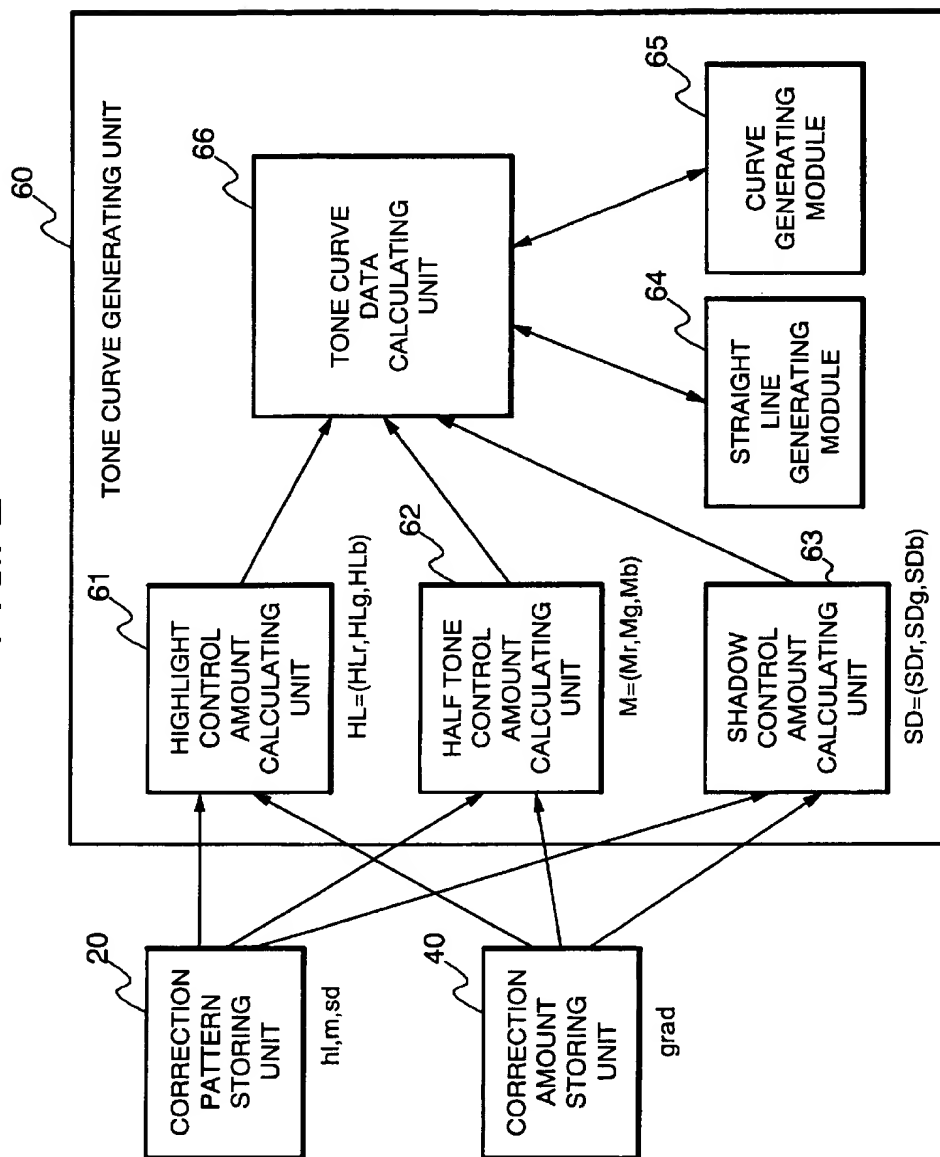 60
TONE CURVE GENERATING UNIT
20
CORRECTION
PATTERN
STORING
UNIT
hl,m,sd
40
CORRECTION
AMOUNT
STORING
UNIT
grad
61
HIGHLIGHT
CONTROL
AMOUNT
CALCULATING
UNIT
HL=(HLr,HLg,HLb)
62
HALF TONE
CONTROL
AMOUNT
CALCULATING
UNIT
M=(Mr,Mg,Mb)
63
SHADOW
CONTROL
AMOUNT
CALCULATING
UNIT
SD=(SDr,SDg,SDb)
66
TONE CURVE
DATA
CALCULATING
UNIT
64
STRAIGHT
LINE
GENERATING
MODULE
65
CURVE
GENERATING
MODULE